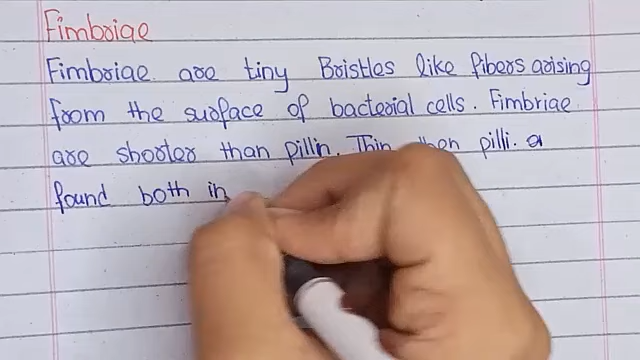 Fimbriae
Fimbriae are tiny Bristles like fibers arising
from the surface of bacterial cells. Fimbriae
are shorter than pillin. Thin then pilli. a
found both in